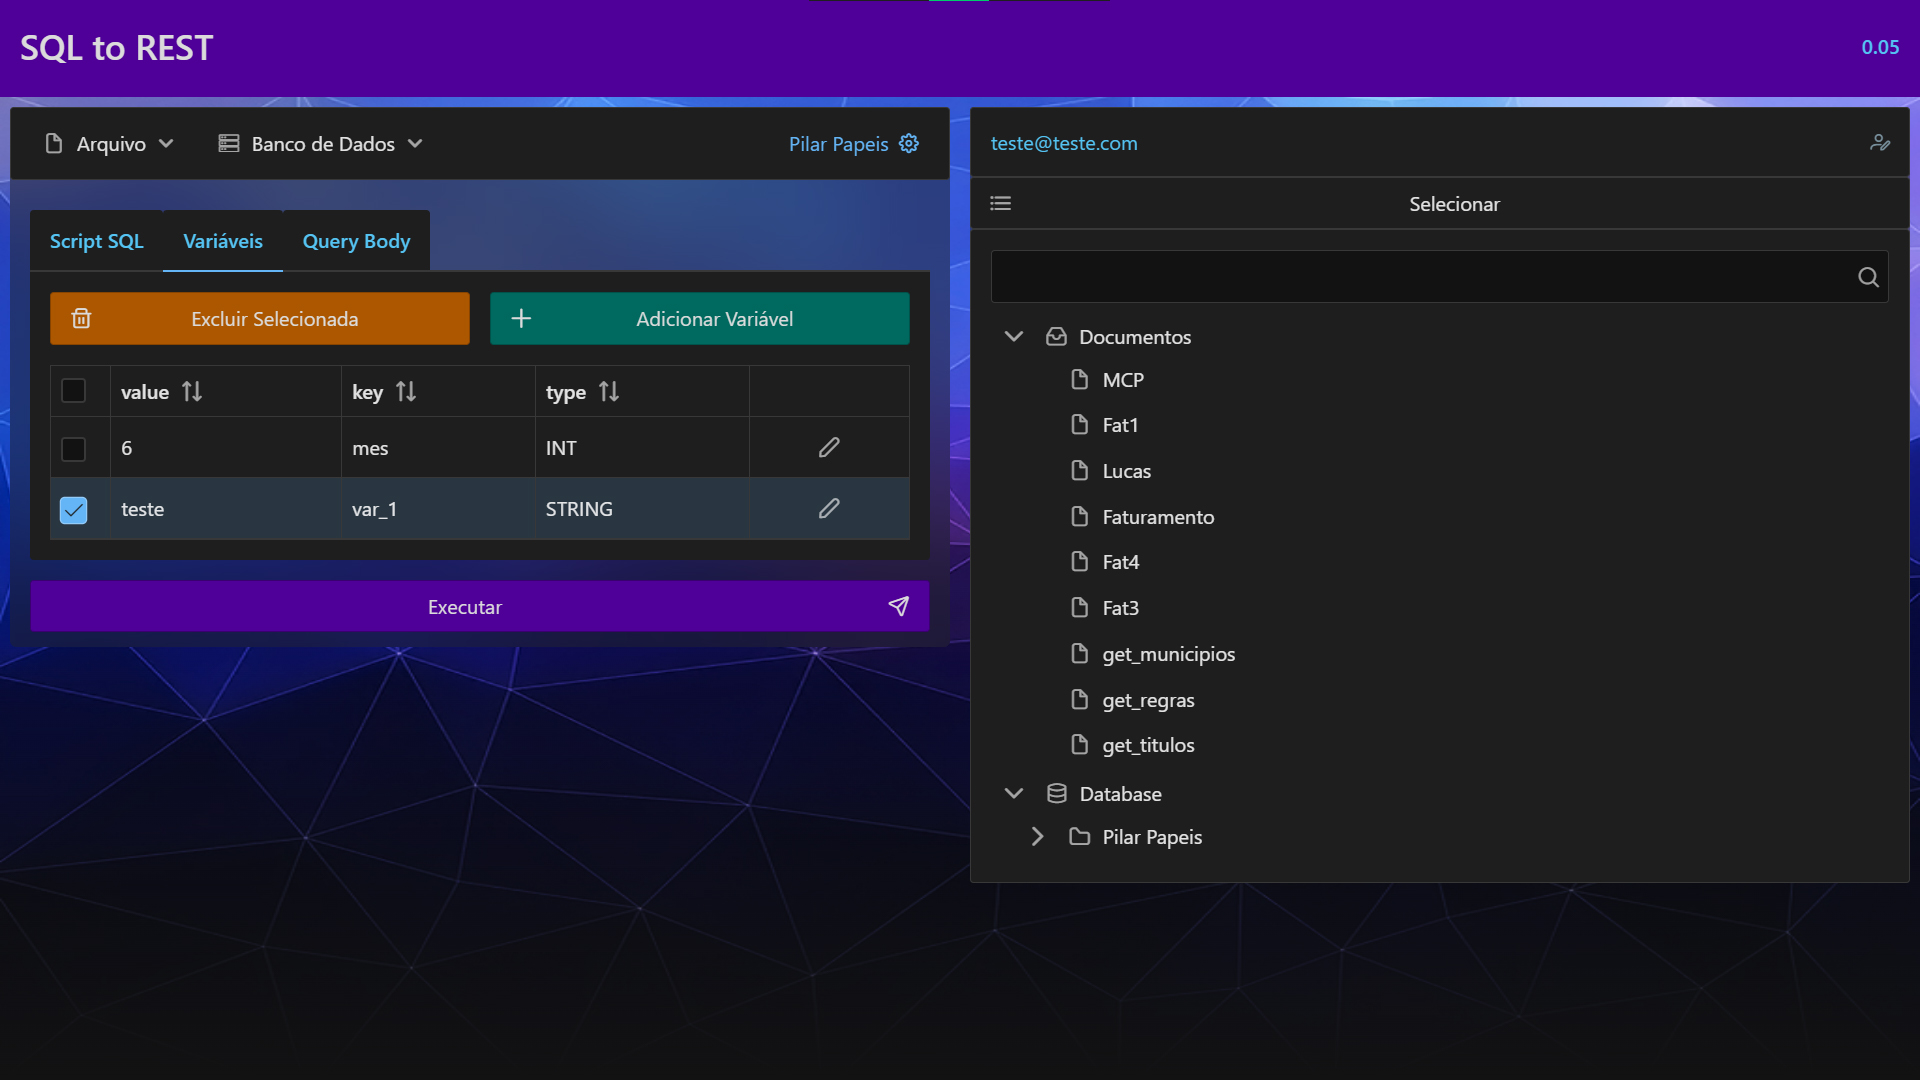 SQL to REST
0.05
Arquivo
Banco de Dados
Pilar Papeis
Script SQL
Variáveis
Query Body
Excluir Selecionada
Adicionar Variável
value key type
6 mes INT
teste var_1 STRING
Executar
teste@teste.com
Selecionar
Documentos
MCP
Fat1
Lucas
Faturamento
Fat4
Fat3
get_municipios
get_regras
get_titulos
Database
Pilar Papeis